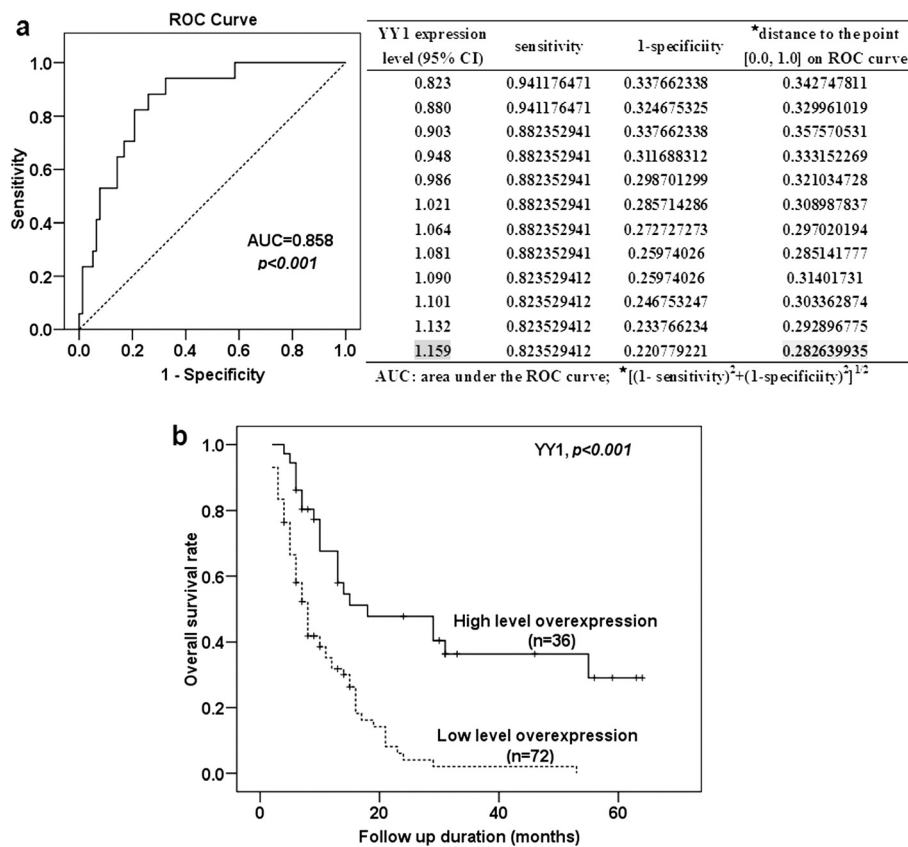 a
ROC Curve
1.0
0.8
0.6
0.4
0.2
0.0
Sensitivity
AUC=0.858
p<0.001
0.0 0.2 0.4 0.6 0.8 1.0
1 - Specificity
YY1 expression level (95% CI) sensitivity 1-specificiity *distance to the point [0.0, 1.0] on ROC curve
0.823 0.941176471 0.337662338 0.342747811
0.880 0.941176471 0.324675325 0.329961019
0.903 0.882352941 0.337662338 0.357570531
0.948 0.882352941 0.311688312 0.333152269
0.986 0.882352941 0.298701299 0.321034728
1.021 0.882352941 0.285714286 0.308987837
1.064 0.882352941 0.272727273 0.297020194
1.081 0.882352941 0.25974026 0.285141777
1.090 0.823529412 0.25974026 0.31401731
1.101 0.823529412 0.246753247 0.303362874
1.132 0.823529412 0.233766234 0.292896775
1.159 0.823529412 0.220779221 0.282639935
AUC: area under the ROC curve; *[(1- sensitivity)²+(1-specificiity)²]1/2
b
YY1, p<0.001
1.0
0.8
0.6
0.4
0.2
0.0
Overall survival rate
High level overexpression
(n=36)
Low level overexpression
(n=72)
0 20 40 60
Follow up duration (months)